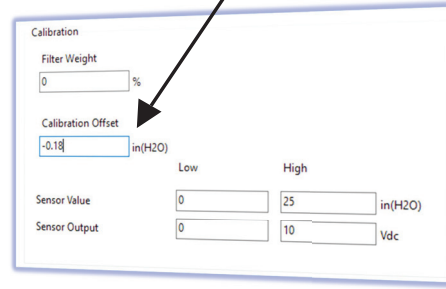 Calibration
Filter Weight
0 %
Calibration Offset
-0.18 in(H2O)
Low High
Sensor Value 0 25 in(H2O)
Sensor Output 0 10 Vdc